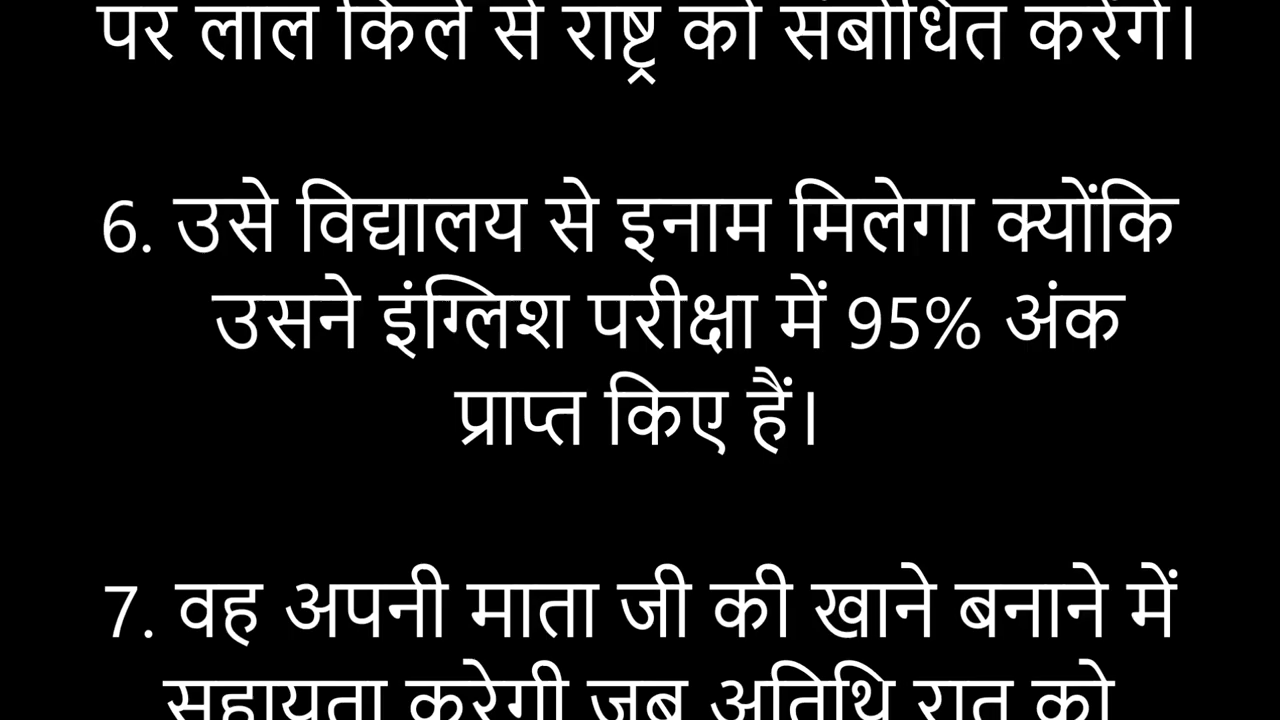 पर लाल किले से राष्ट्र को संबोधित करेंगे।
6. उसे विद्यालय से इनाम मिलेगा क्योंकि
उसने इंग्लिश परीक्षा में 95% अंक
प्राप्त किए हैं।
7. वह अपनी माता जी की खाने बनाने में
सहायता करेगी जब अतिथि रात को